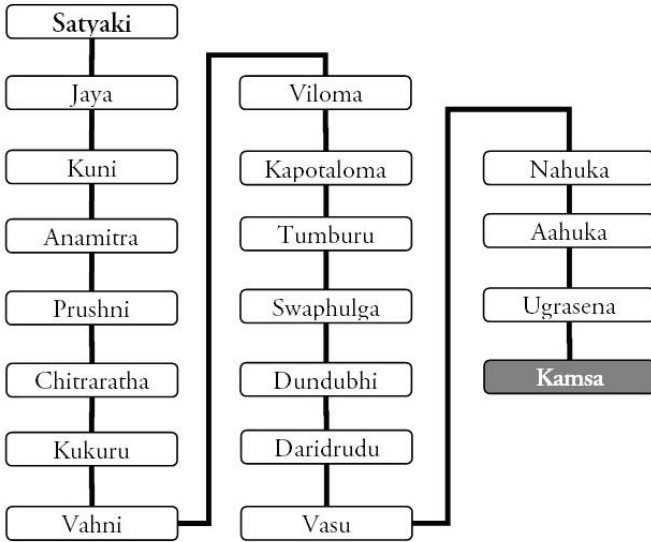 Satyaki
Jaya
Kuni
Anamitra
Prushni
Chitraratha
Kukuru
Vahni
Viloma
Kapotaloma
Tumburu
Swaphulga
Dundubhi
Daridrudu
Vasu
Nahuka
Aahuka
Ugrasena
Kamsa